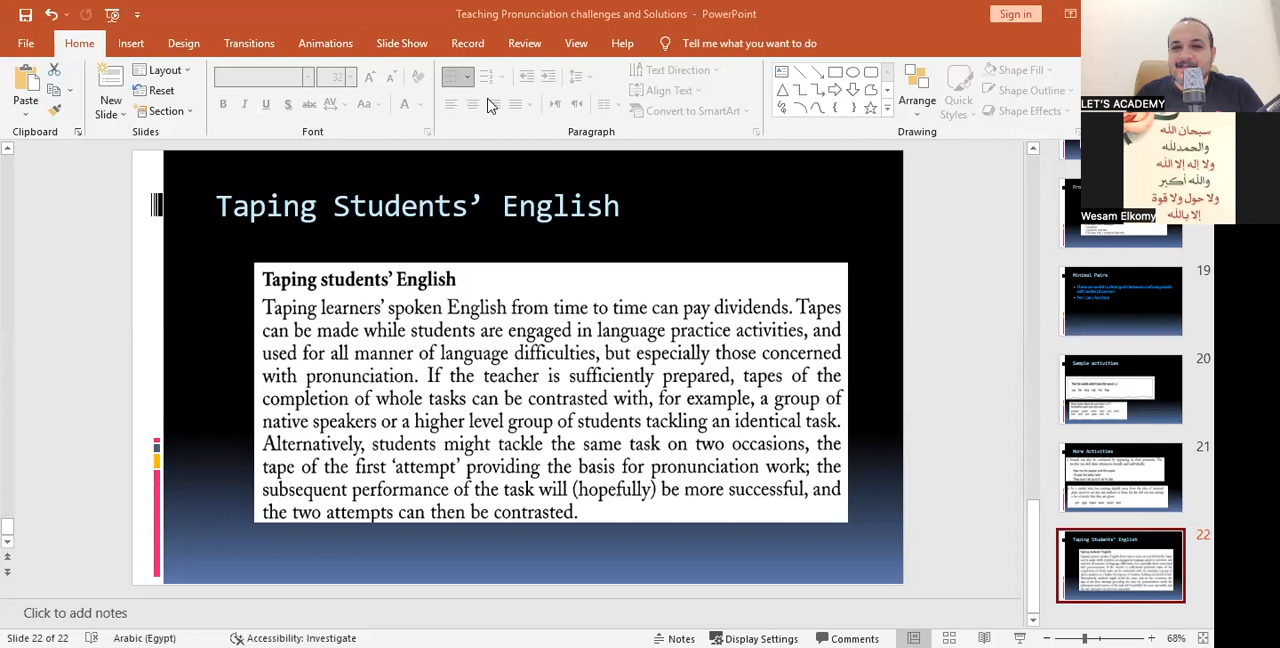 Teaching Pronunciation challenges and Solutions - PowerPoint
Sign in
File Home Insert Design Transitions Animations Slide Show Record Review View Help Tell me what you want to do
Paste
New Slide
Layout
Reset
Section
32
B I U S abc AV Aa A
Text Direction
Align Text
Convert to SmartArt
Arrange
Quick Styles
Shape Fill
Shape Outline
Shape Effects
Clipboard Slides Font Paragraph Drawing
LET'S ACADEMY
سبحان الله
والحمدلله
ولا إله إلا الله
والله أكبر
ولا حول ولا قوة
إلا بالله
Wesam Elkomy
Taping Students' English
Taping students' English
Taping learners' spoken English from time to time can pay dividends. Tapes
can be made while students are engaged in language practice activities, and
used for all manner of language difficulties, but especially those concerned
with pronunciation. If the teacher is sufficiently prepared, tapes of the
completion of whole tasks can be contrasted with for example, a group of
native speakers or a higher level group of students performing an identical task.
Alternatively, students might tackle the same task on two occasions, the
tape of the first 'attempt' providing the basis for pronunciation work; the
subsequent performance of the task will (hopefully) be more successful, and
the two attempts can then be contrasted.
19
Minimal Pairs
20
Sample activities
21
More Activities
22
Taping Students' English
Click to add notes
Slide 22 of 22
Arabic (Egypt)
Accessibility: Investigate
Notes
Display Settings
Comments
68%